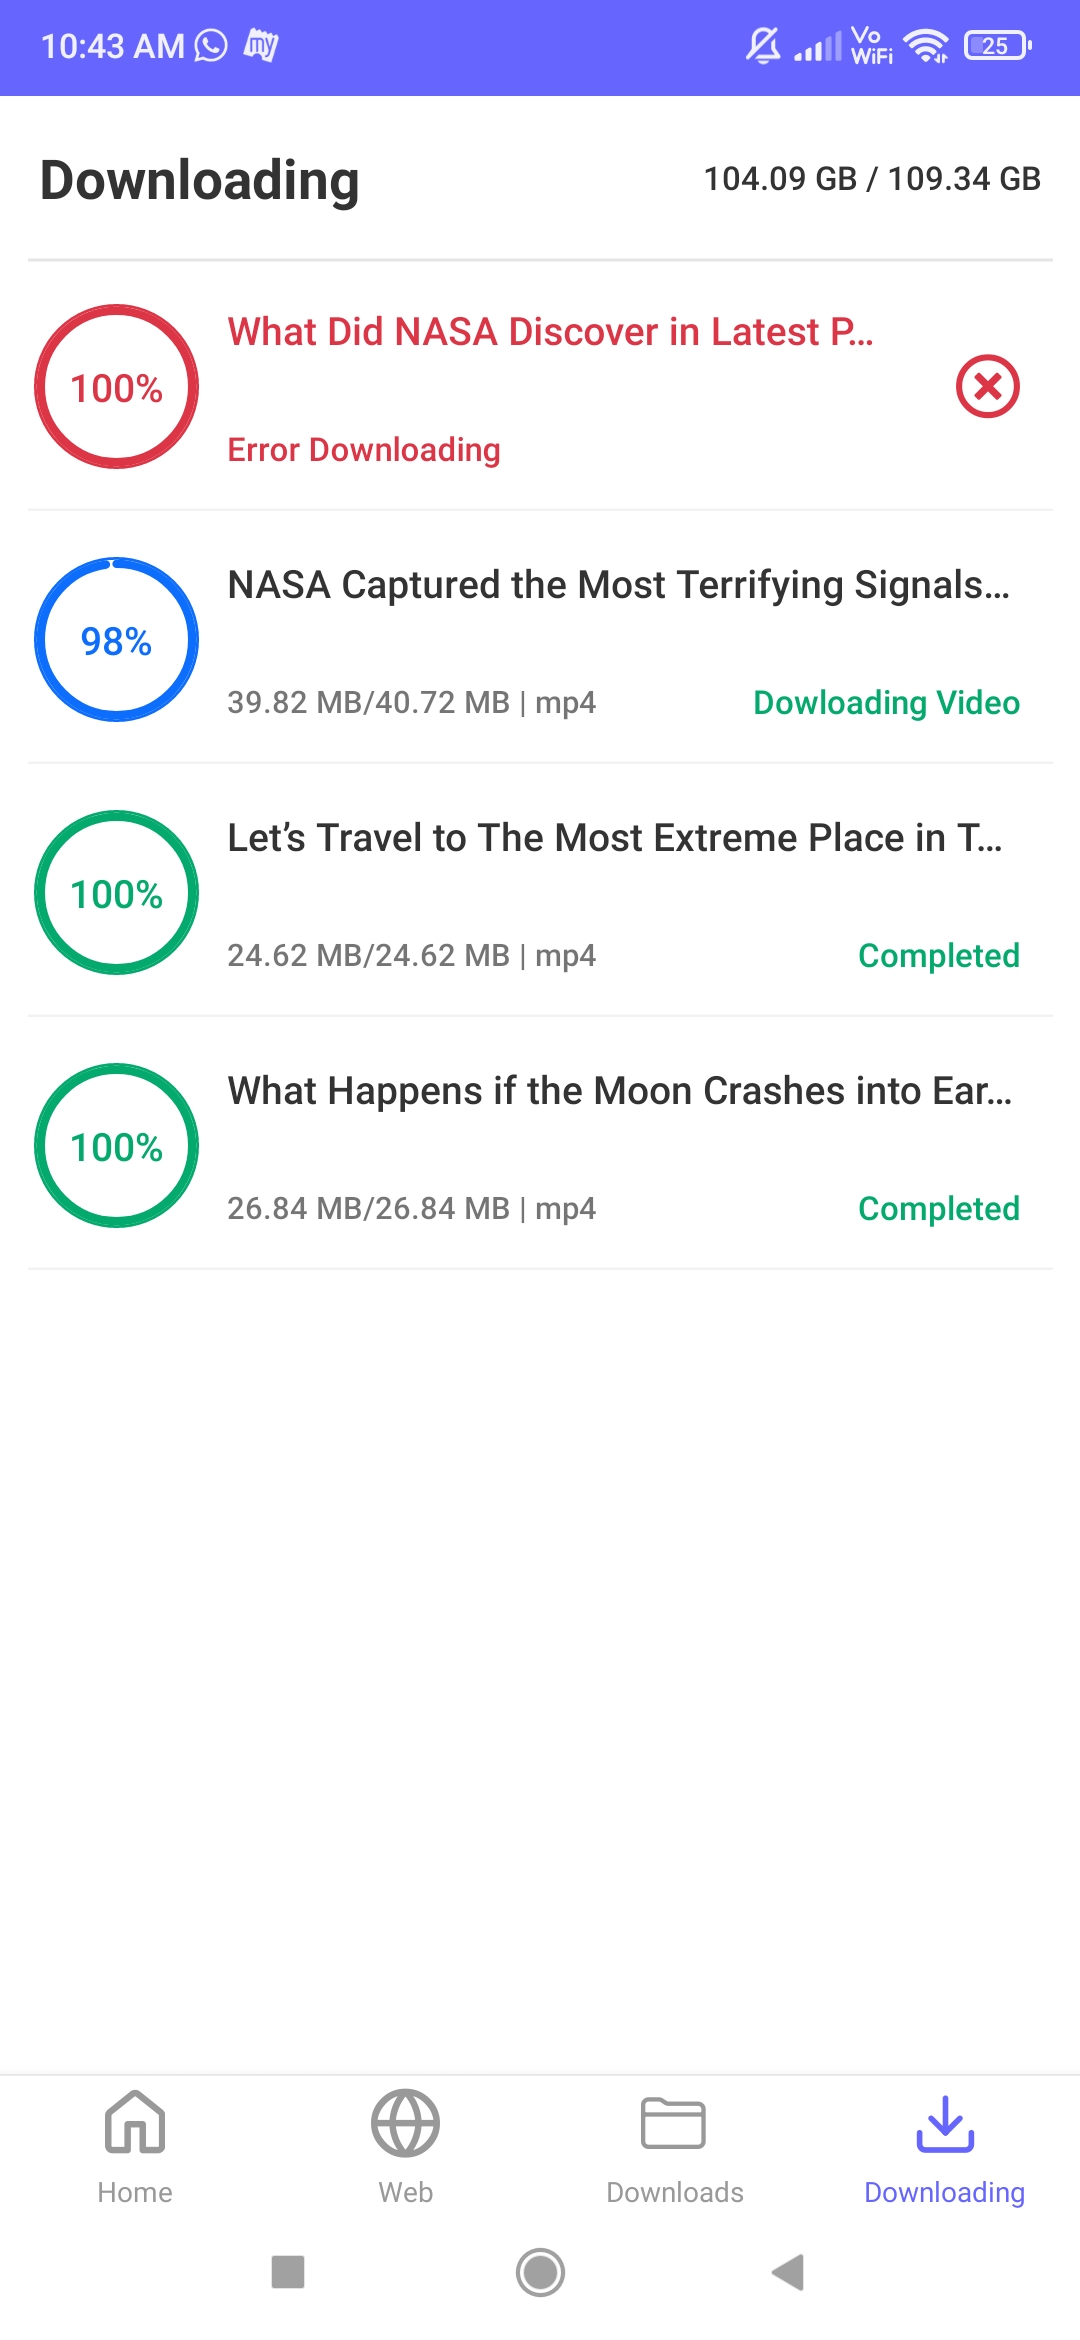 10:43 AM my Vo WiFi 25
Downloading 104.09 GB / 109.34 GB
100% What Did NASA Discover in Latest P...
Error Downloading
98% NASA Captured the Most Terrifying Signals...
39.82 MB/40.72 MB | mp4 Dowloading Video
100% Let’s Travel to The Most Extreme Place in T...
24.62 MB/24.62 MB | mp4 Completed
100% What Happens if the Moon Crashes into Ear...
26.84 MB/26.84 MB | mp4 Completed
Home Web Downloads Downloading